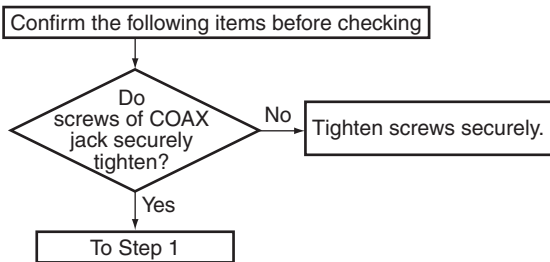 Confirm the following items before checking
Do
screws of COAX
jack securely
tighten?
No
Tighten screws securely.
Yes
To Step 1